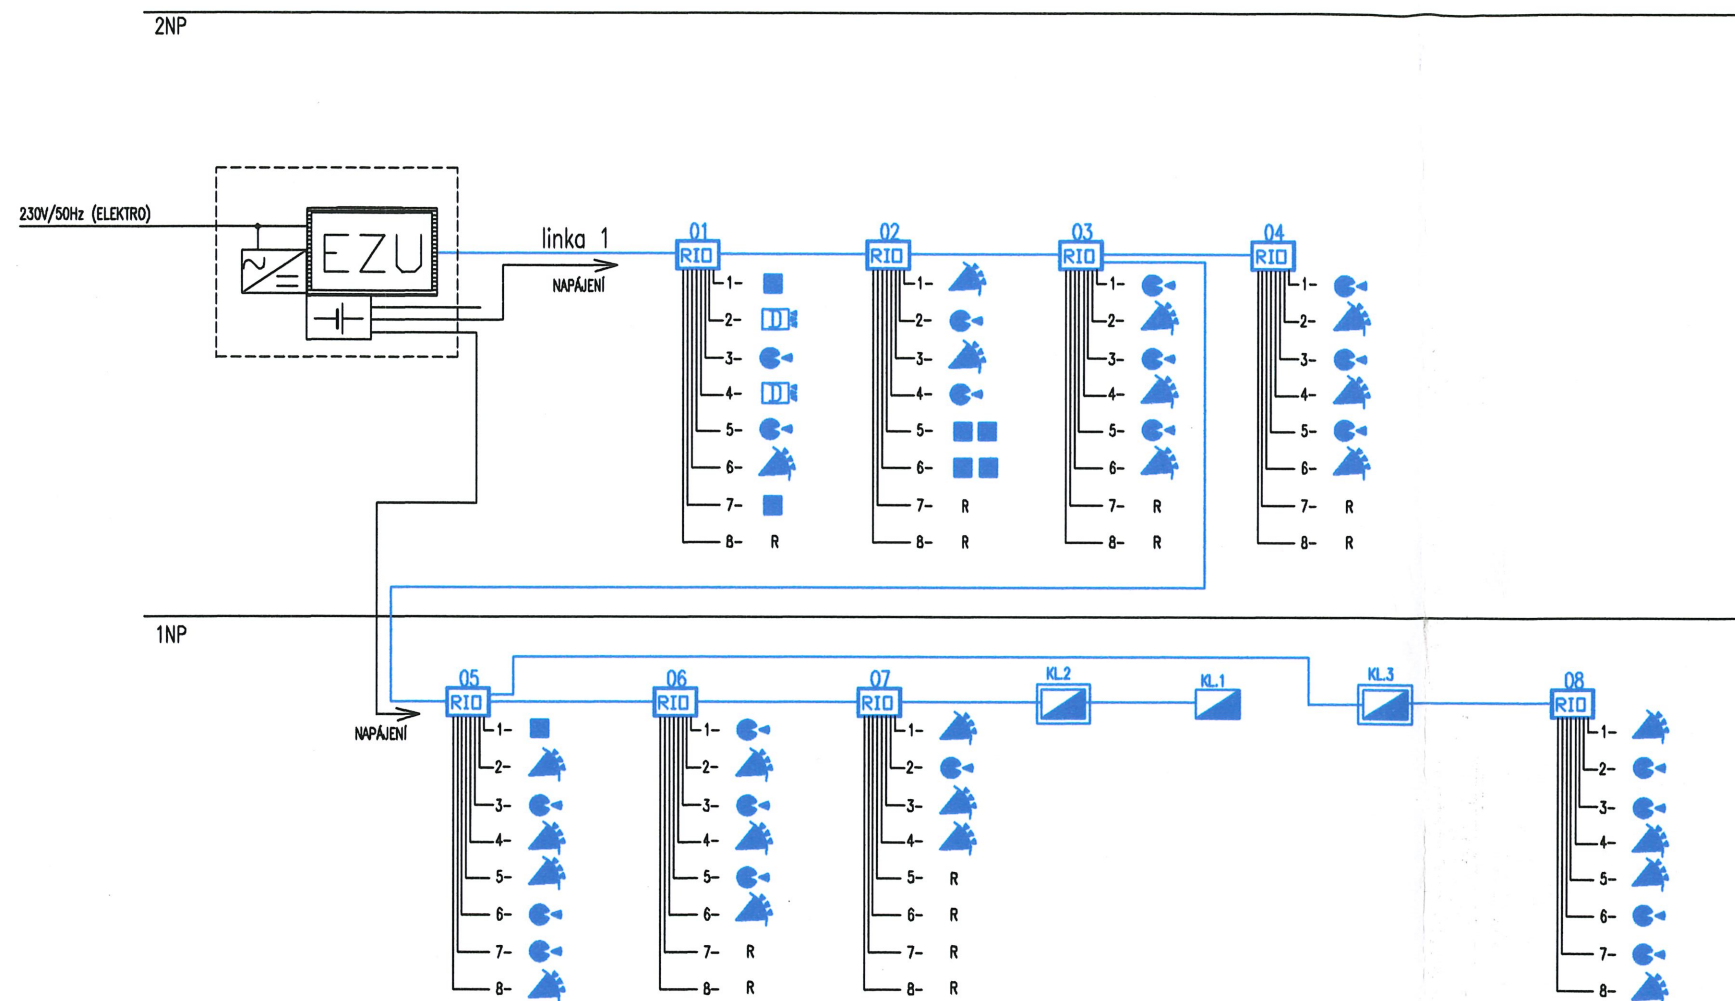 2NP
230V/50Hz (ELEKTRO)
EZU
linka 1
NAPÁJENÍ
01
RIO
1-
2- D
3-
4- D
5-
6-
7-
8- R
02
RIO
1-
2-
3-
4-
5-
6-
7- R
8- R
03
RIO
1-
2-
3-
4-
5-
6-
7- R
8- R
04
RIO
1-
2-
3-
4-
5-
6-
7- R
8- R
1NP
NAPÁJENÍ
05
RIO
1-
2-
3-
4-
5-
6-
7-
8-
06
RIO
1-
2-
3-
4-
5-
6-
7- R
8- R
07
RIO
1-
2-
3-
4-
5- R
6- R
7- R
8- R
KL.2
KL.1
KL.3
08
RIO
1-
2-
3-
4-
5-
6-
7-
8-